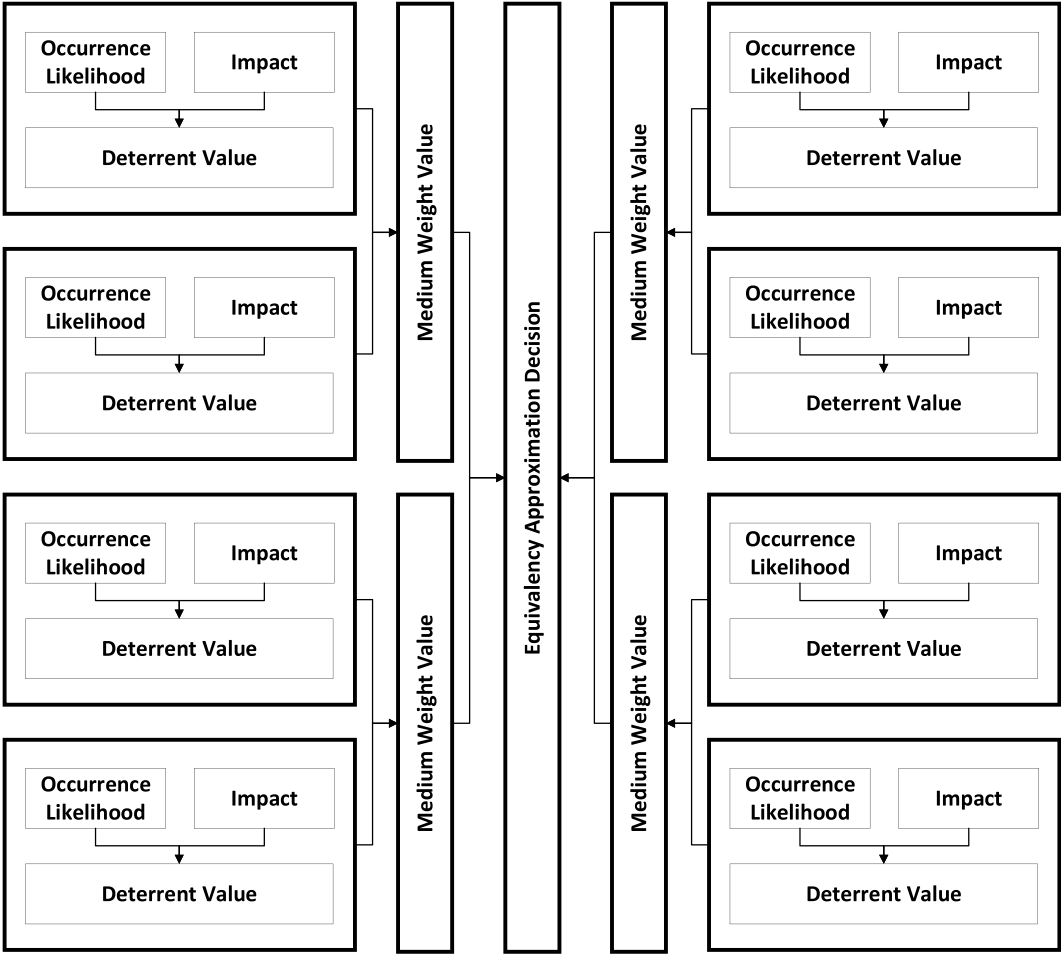 Occurrence
Likelihood
Impact
Deterrent Value
Occurrence
Likelihood
Impact
Deterrent Value
Medium Weight Value
Occurrence
Likelihood
Impact
Deterrent Value
Occurrence
Likelihood
Impact
Deterrent Value
Medium Weight Value
Equivalency Approximation Decision
Medium Weight Value
Occurrence
Likelihood
Impact
Deterrent Value
Occurrence
Likelihood
Impact
Deterrent Value
Medium Weight Value
Occurrence
Likelihood
Impact
Deterrent Value
Occurrence
Likelihood
Impact
Deterrent Value